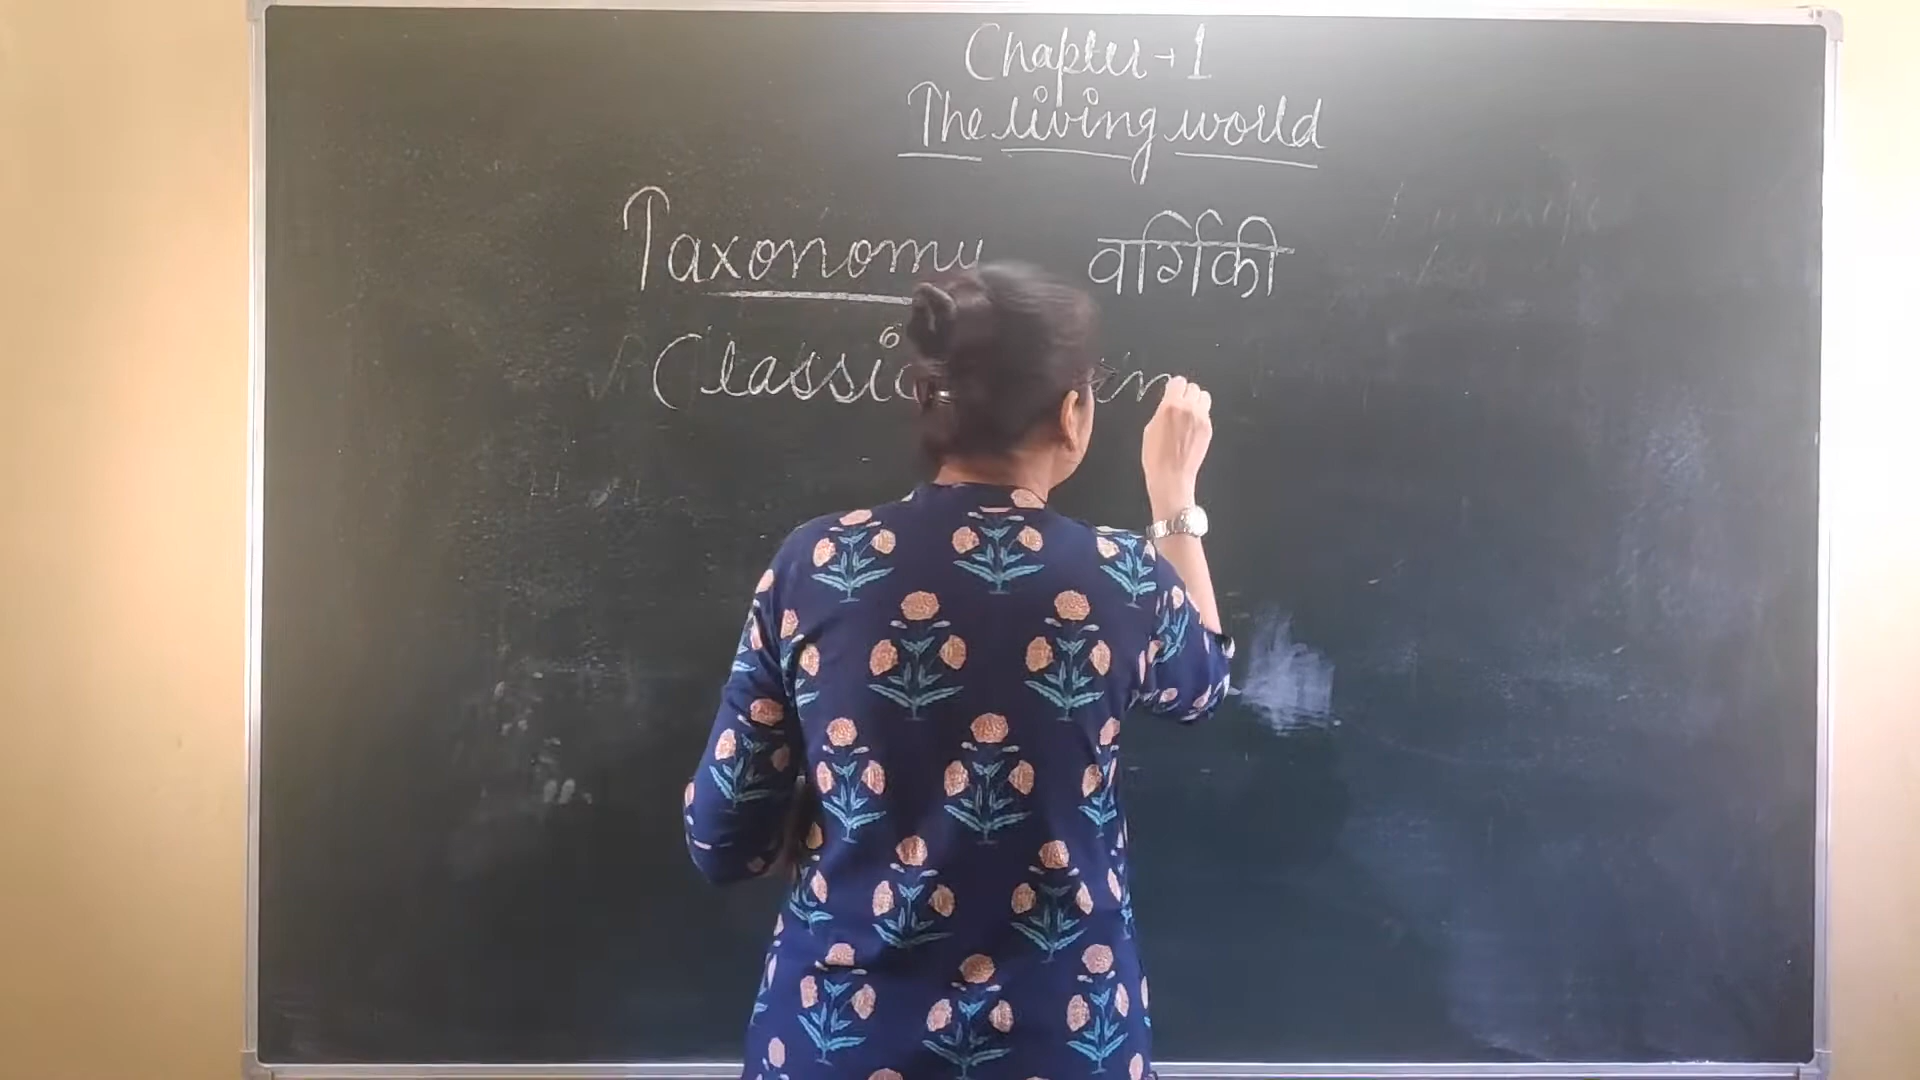 Chapter → 1
The living world
Taxonomy वर्गिकी